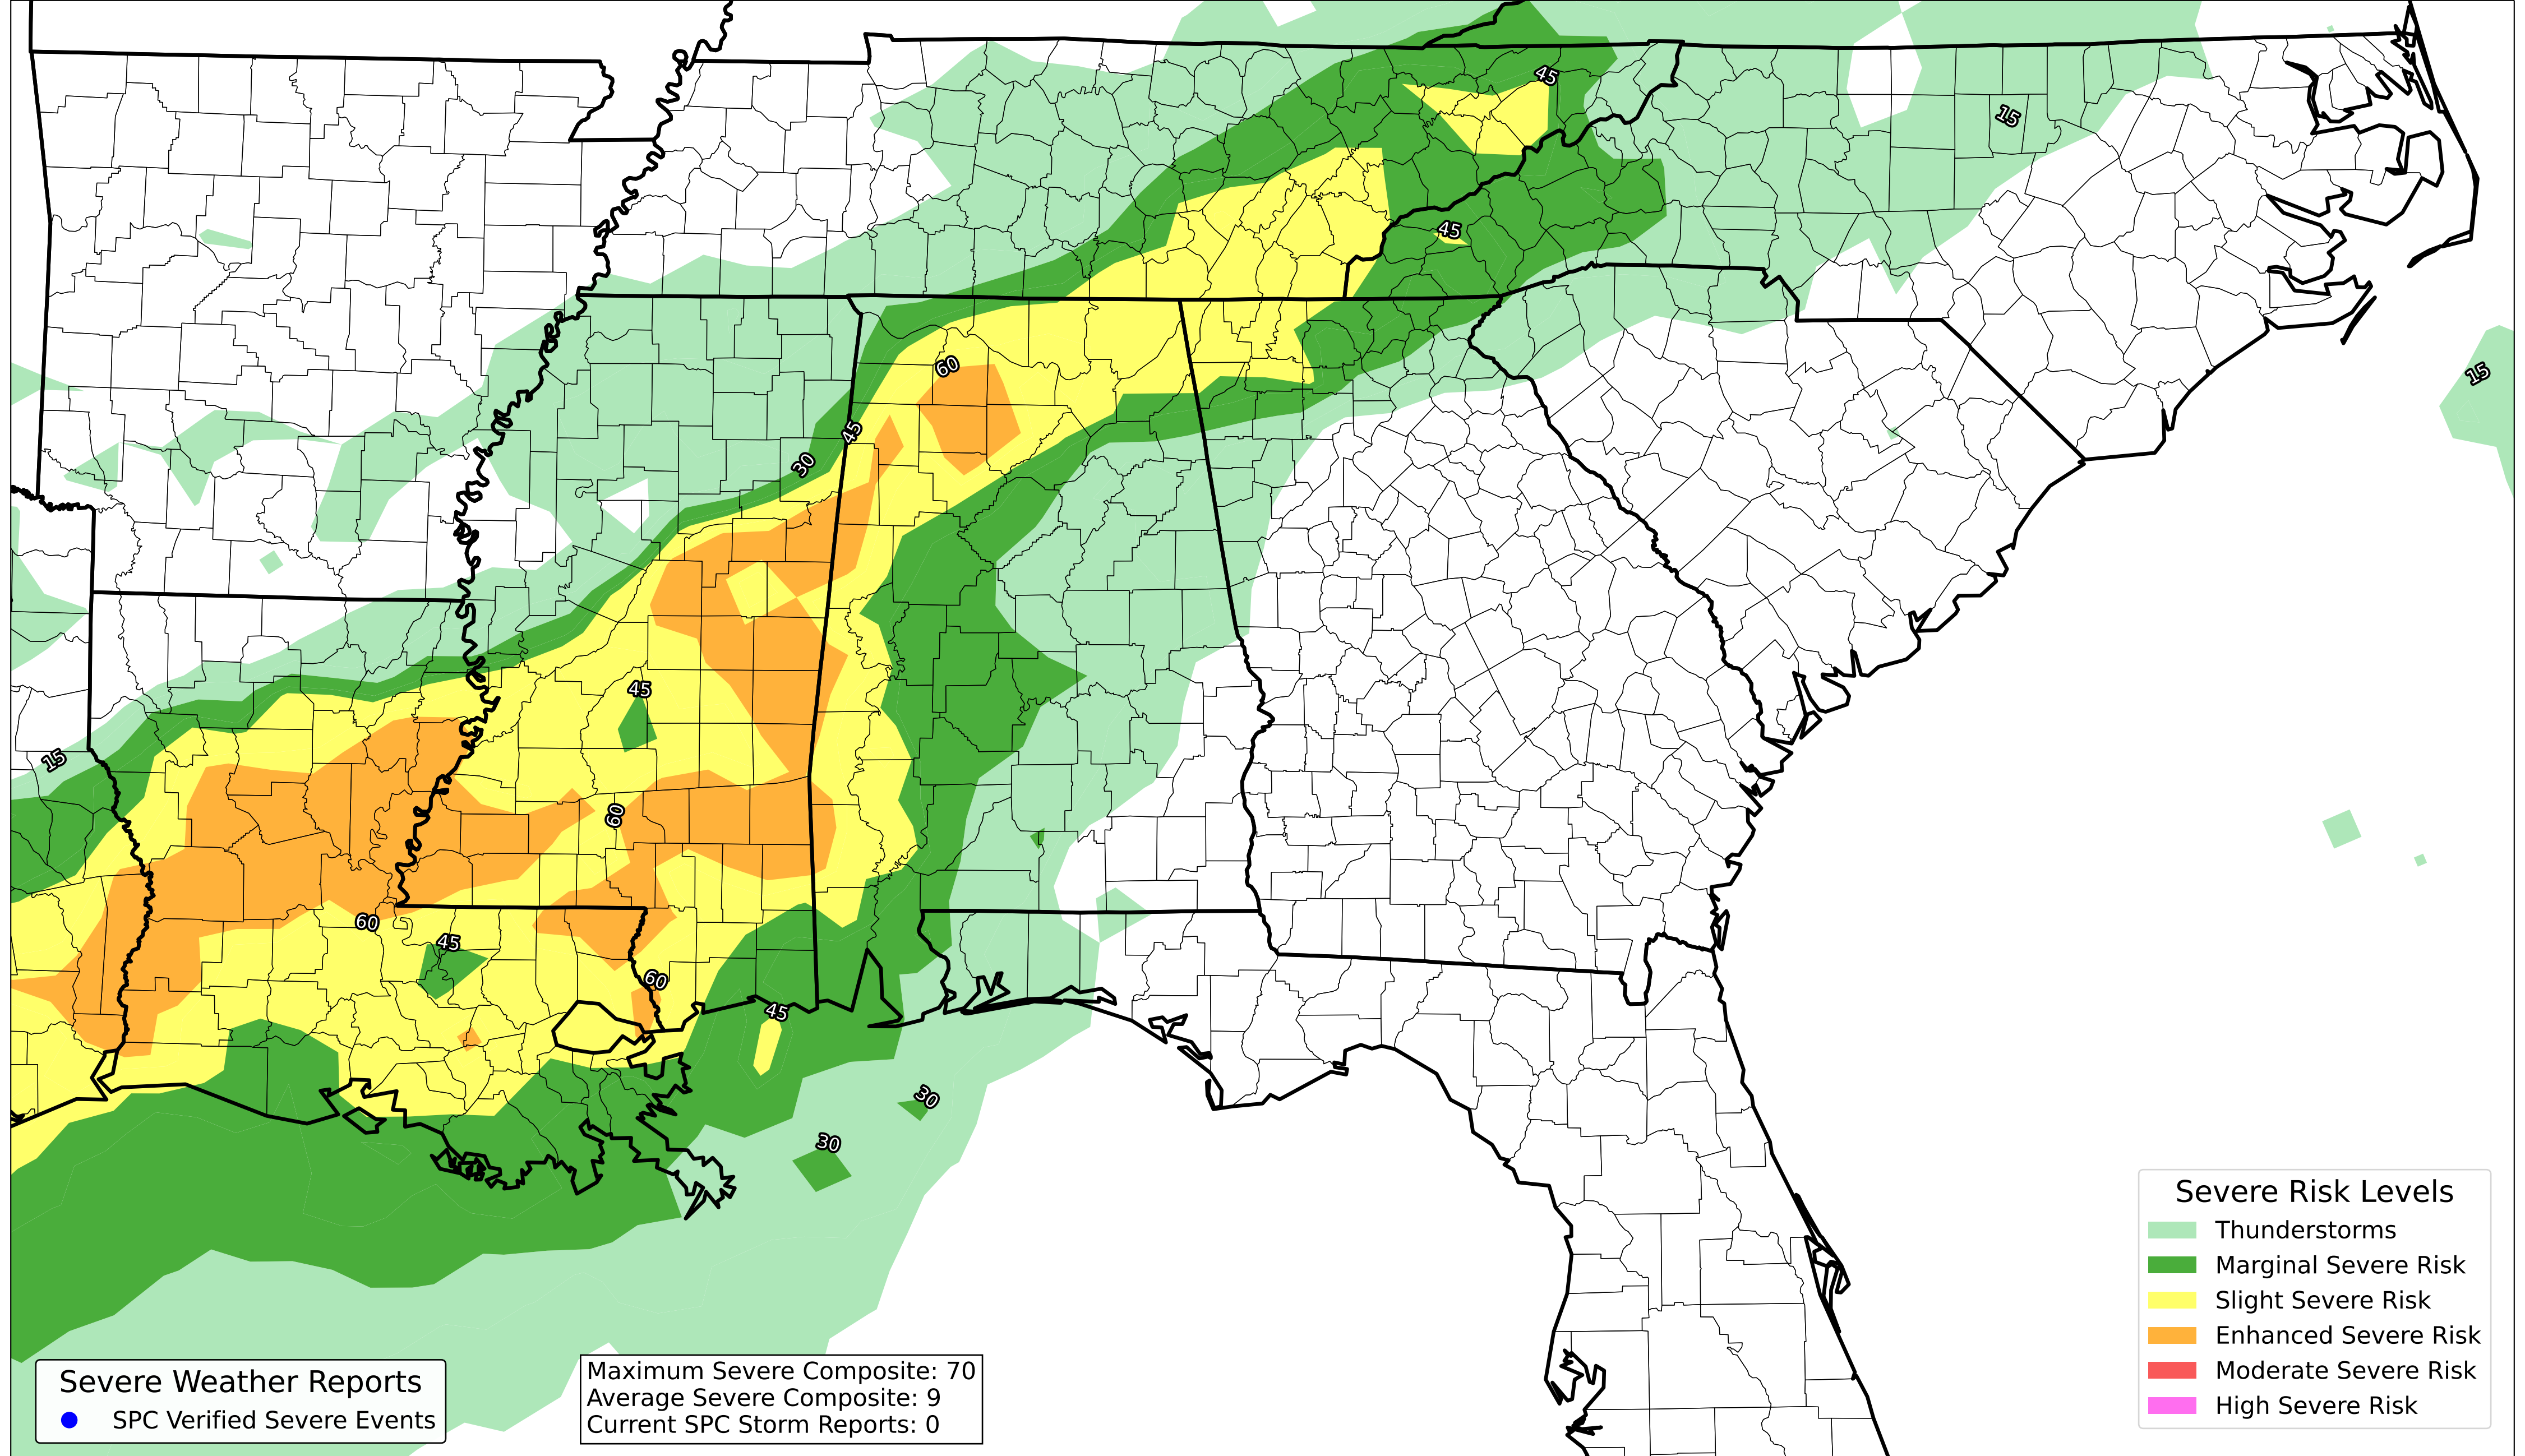 45
15
45
60
15
45
30
45
15
60
60
45
60
45
30
30
Severe Risk Levels
Thunderstorms
Marginal Severe Risk
Slight Severe Risk
Enhanced Severe Risk
Moderate Severe Risk
High Severe Risk
Severe Weather Reports
SPC Verified Severe Events
Maximum Severe Composite: 70
Average Severe Composite: 9
Current SPC Storm Reports: 0